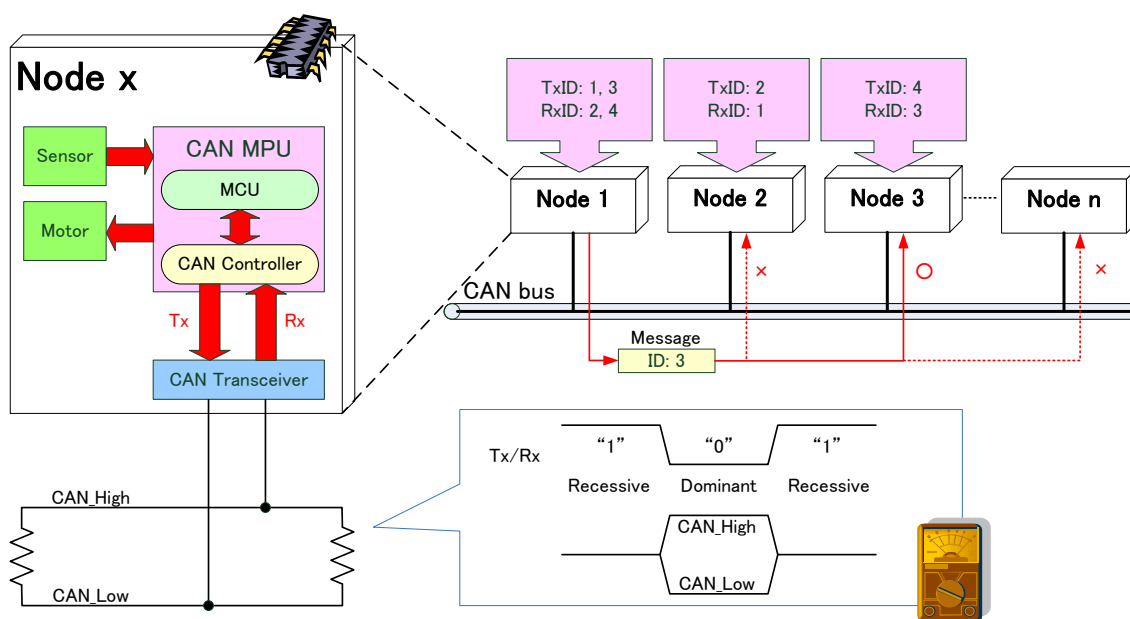 Node x
Sensor
Motor
CAN MPU
MCU
CAN Controller
Tx
Rx
CAN Transceiver
CAN_High
CAN_Low
TxID: 1, 3
RxID: 2, 4
TxID: 2
RxID: 1
TxID: 4
RxID: 3
Node 1
Node 2
Node 3
Node n
×
○
×
CAN bus
Message
ID: 3
Tx/Rx
“1”
“0”
“1”
Recessive
Dominant
Recessive
CAN_High
CAN_Low